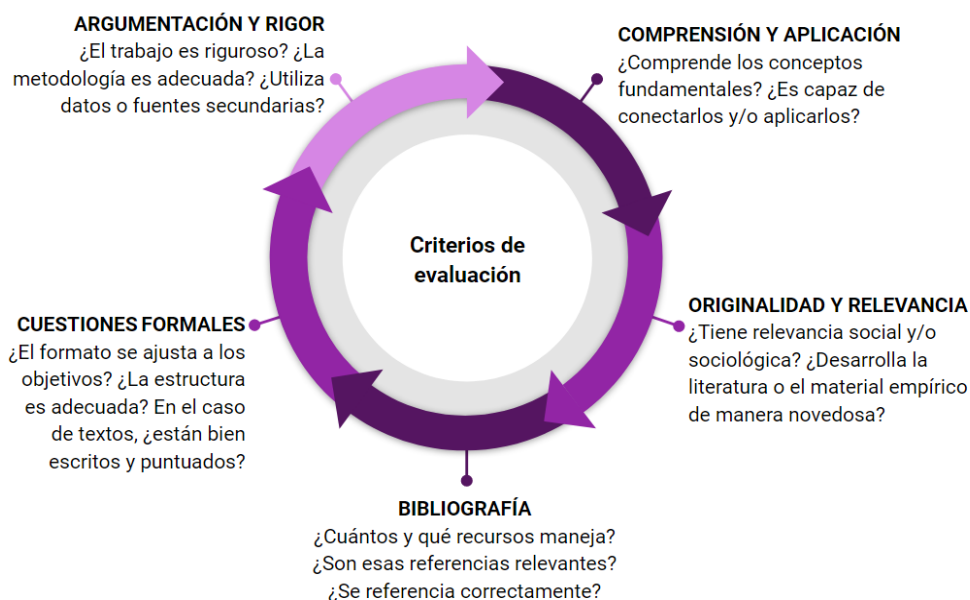 ARGUMENTACIÓN Y RIGOR
¿El trabajo es riguroso? ¿La
metodología es adecuada? ¿Utiliza
datos o fuentes secundarias?
COMPRENSIÓN Y APLICACIÓN
¿Comprende los conceptos
fundamentales? ¿Es capaz de
conectarlos y/o aplicarlos?
Criterios de
evaluación
ORIGINALIDAD Y RELEVANCIA
¿Tiene relevancia social y/o
sociológica? ¿Desarrolla la
literatura o el material empírico
de manera novedosa?
CUESTIONES FORMALES
¿El formato se ajusta a los
objetivos? ¿La estructura
es adecuada? En el caso
de textos, ¿están bien
escritos y puntuados?
BIBLIOGRAFÍA
¿Cuántos y qué recursos maneja?
¿Son esas referencias relevantes?
¿Se referencia correctamente?